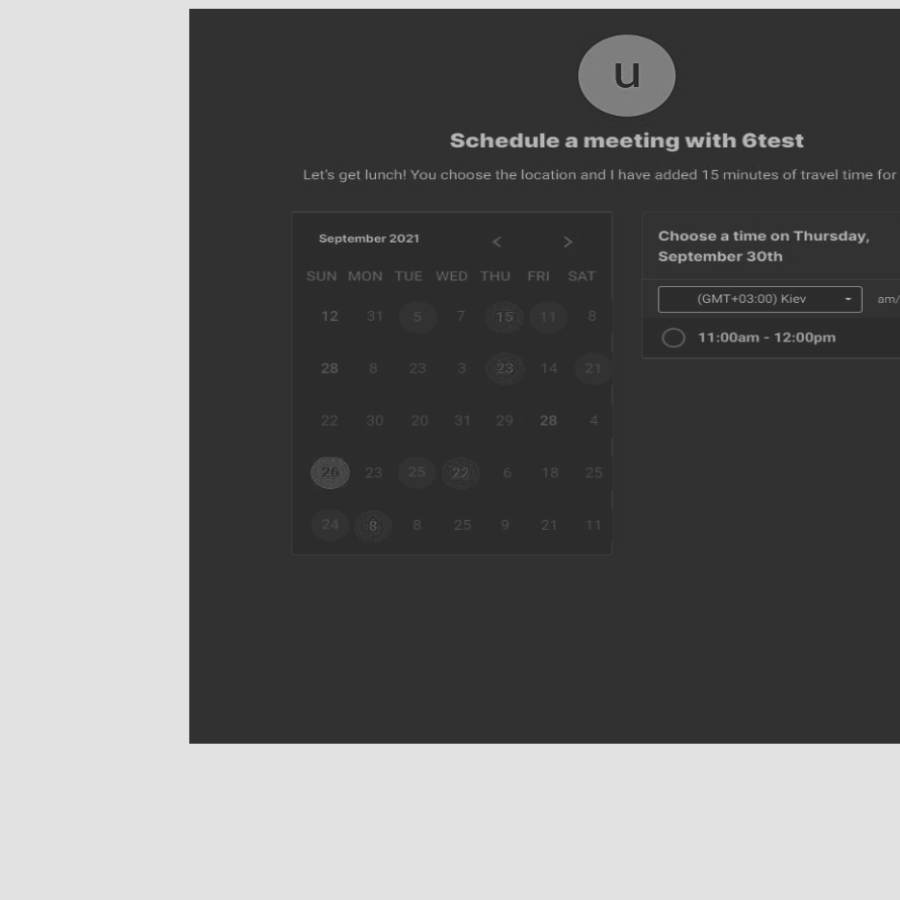 u
Schedule a meeting with 6test
Let's get lunch! You choose the location and I have added 15 minutes of travel time for
September 2021 < >
SUN MON TUE WED THU FRI SAT
12 31 5 7 15 11 8
28 8 23 3 23 14 21
22 30 20 31 29 28 4
26 23 25 22 6 18 25
24 8 8 25 9 21 11
Choose a time on Thursday,
September 30th
(GMT+03:00) Kiev am/
11:00am - 12:00pm